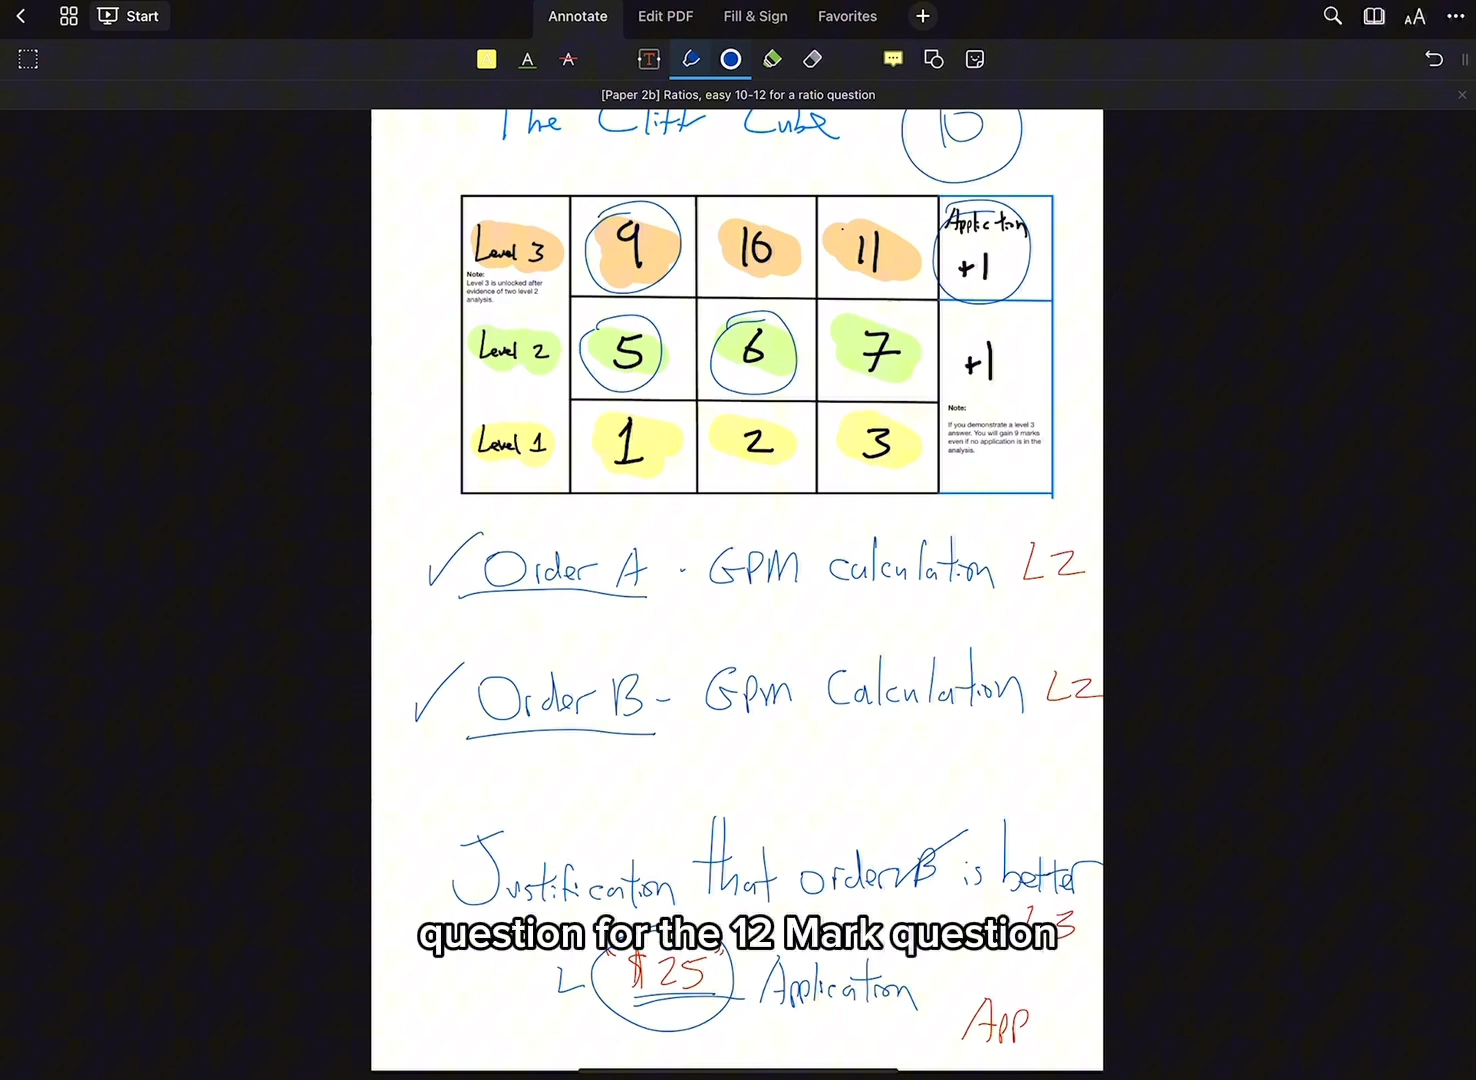 Start
Annotate
Edit PDF
Fill & Sign
Favorites
[Paper 2b] Ratios, easy 10-12 for a ratio question
The Cliff Cube 10
Level 3 9 10 11 Appliction +1
Note:
Level 3 is unlocked after
evidence of two level 2
analysis.
Level 2 5 6 7 +1
Note:
If you demonstrate a level 3
answer. You will gain 9 marks
even if no application is in the
analysis.
Level 1 1 2 3
Order A - GPM calculation L2
Order B - GPM Calculation L2
Justification that order B is better
L3
question for the 12 Mark question
"$25" Application
App